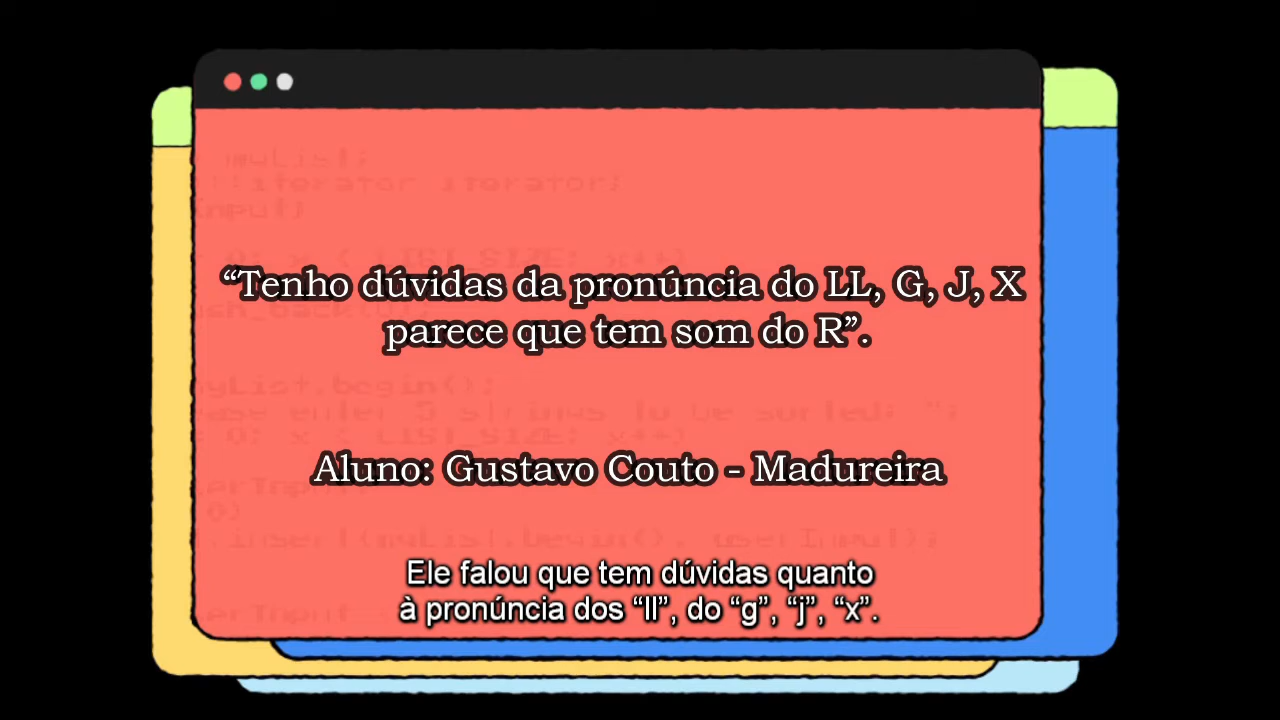 “Tenho dúvidas da pronúncia do LL, G, J, X
parece que tem som do R”.
Aluno: Gustavo Couto - Madureira
Ele falou que tem dúvidas quanto
à pronúncia dos “ll”, do “g”, “j”, “x”.